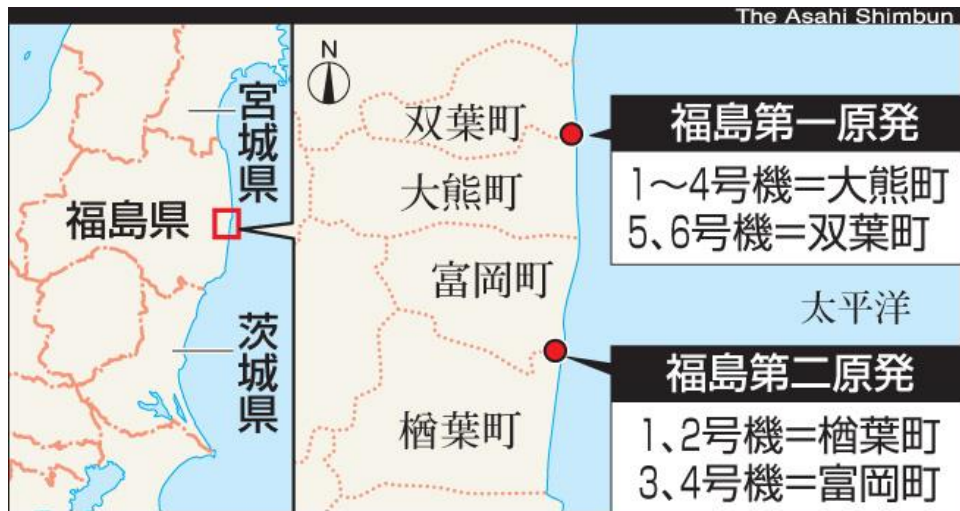 The Asahi Shimbun
宮城県
福島県
茨城県
N
双葉町
大熊町
富岡町
楢葉町
太平洋
福島第一原発
1〜4号機=大熊町
5、6号機=双葉町
福島第二原発
1、2号機=楢葉町
3、4号機=富岡町